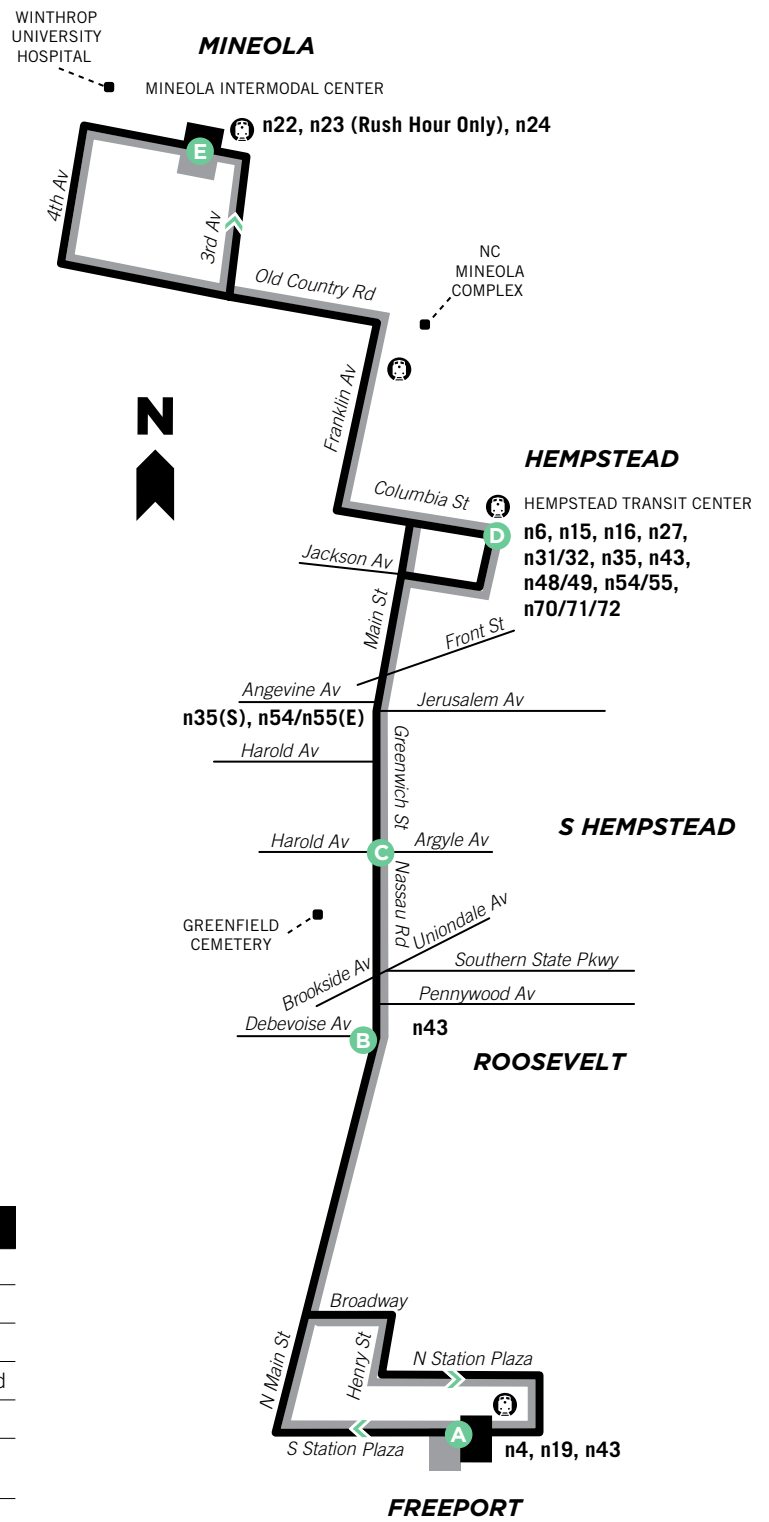 WINTHROP
UNIVERSITY
HOSPITAL
MINEOLA
MINEOLA INTERMODAL CENTER
n22, n23 (Rush Hour Only), n24
E
4th Av
3rd Av
Old Country Rd
NC
MINEOLA
COMPLEX
Franklin Av
N
HEMPSTEAD
Columbia St
HEMPSTEAD TRANSIT CENTER
D
n6, n15, n16, n27,
n31/32, n35, n43,
n48/49, n54/55,
n70/71/72
Jackson Av
Main St
Front St
Angevine Av
Jerusalem Av
n35(S), n54/n55(E)
Greenwich St
Harold Av
S HEMPSTEAD
Harold Av
C
Argyle Av
Nassau Rd
GREENFIELD
CEMETERY
Uniondale Av
Brookside Av
Southern State Pkwy
Pennywood Av
Debevoise Av
B
n43
ROOSEVELT
Broadway
N Main St
Henry St
N Station Plaza
A
S Station Plaza
n4, n19, n43
FREEPORT